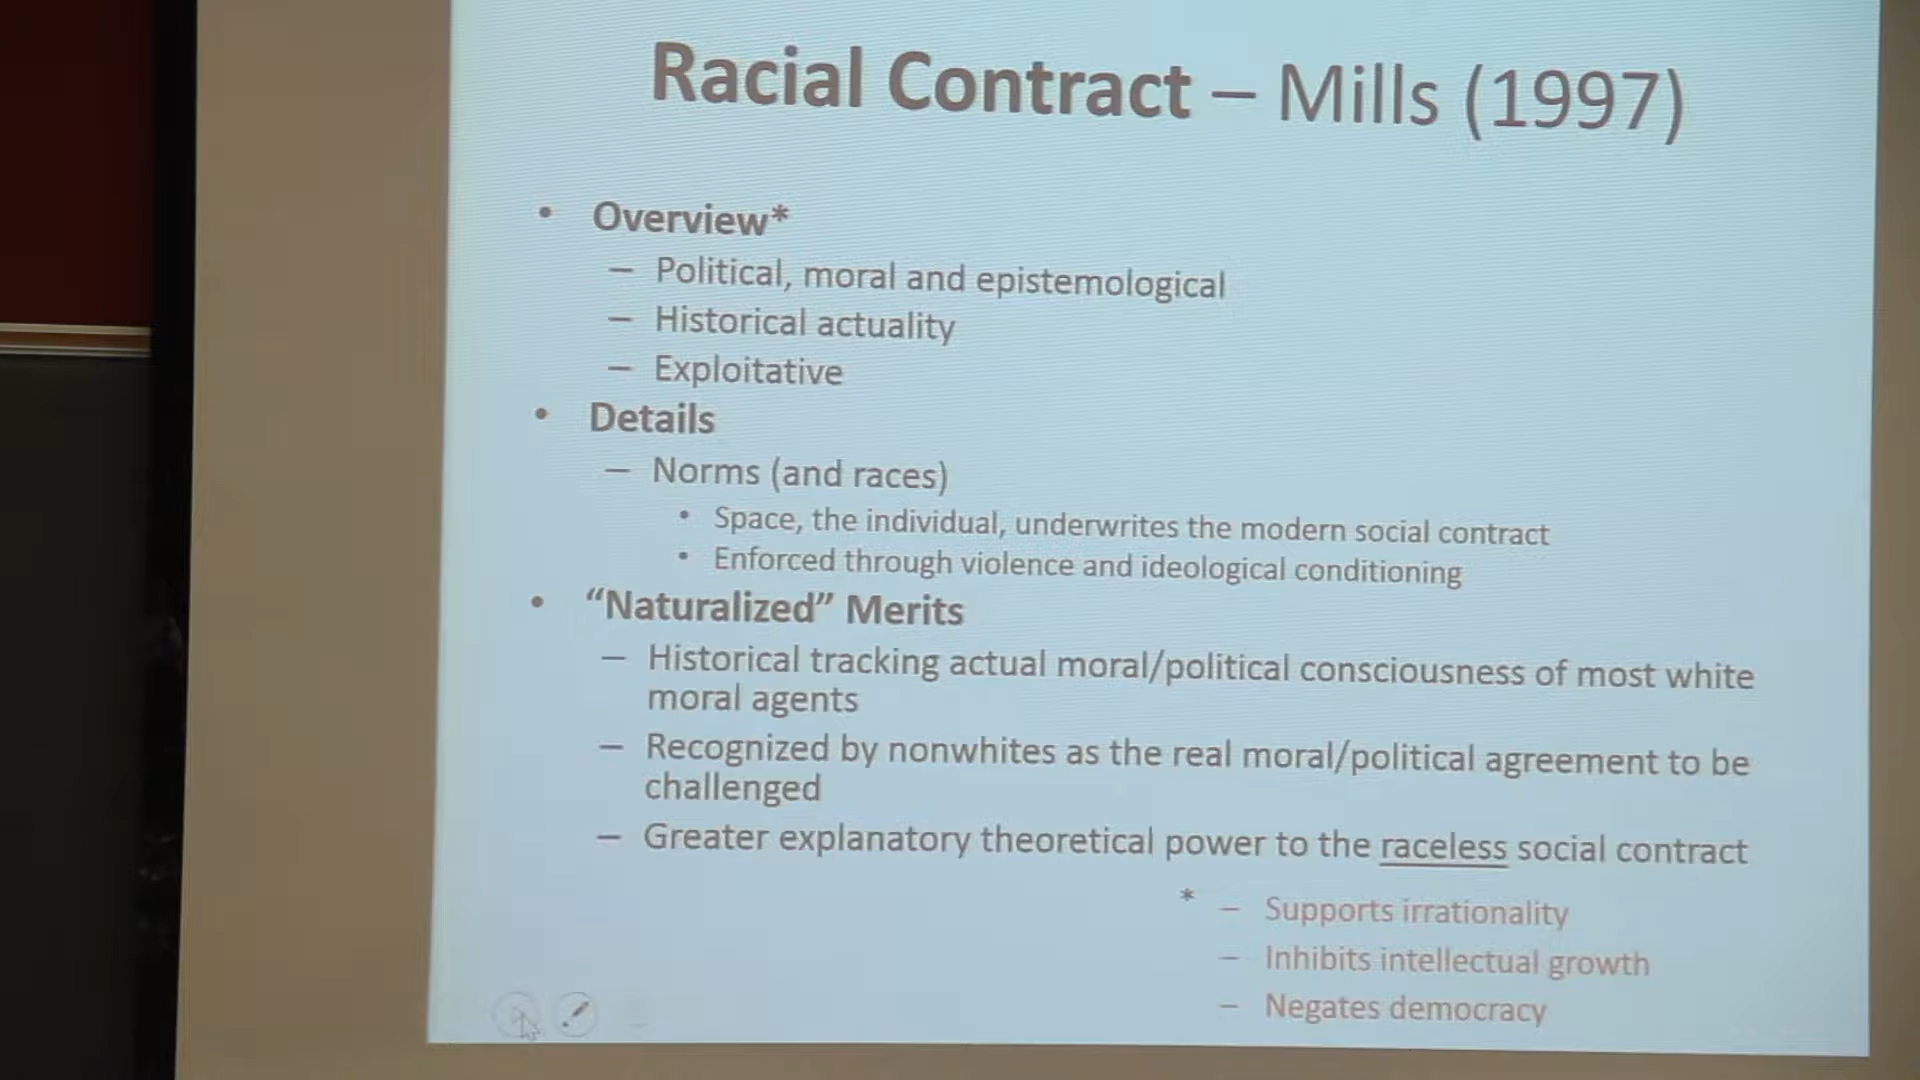 Racial Contract – Mills (1997)
• Overview*
– Political, moral and epistemological
– Historical actuality
– Exploitative
• Details
– Norms (and races)
• Space, the individual, underwrites the modern social contract
• Enforced through violence and ideological conditioning
• “Naturalized” Merits
– Historical tracking actual moral/political consciousness of most white
moral agents
– Recognized by nonwhites as the real moral/political agreement to be
challenged
– Greater explanatory theoretical power to the raceless social contract
* – Supports irrationality
– Inhibits intellectual growth
– Negates democracy